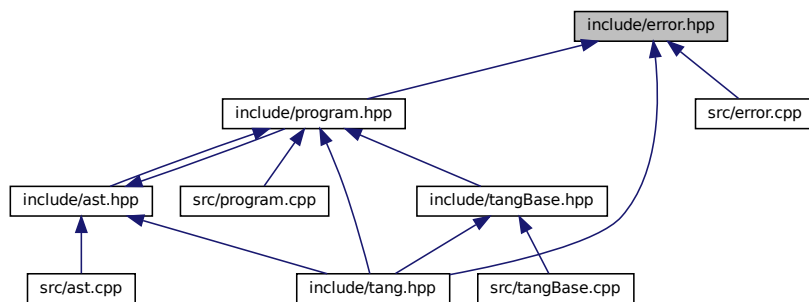 include/error.hpp
include/program.hpp
src/error.cpp
include/ast.hpp
src/program.cpp
include/tangBase.hpp
src/ast.cpp
include/tang.hpp
src/tangBase.cpp